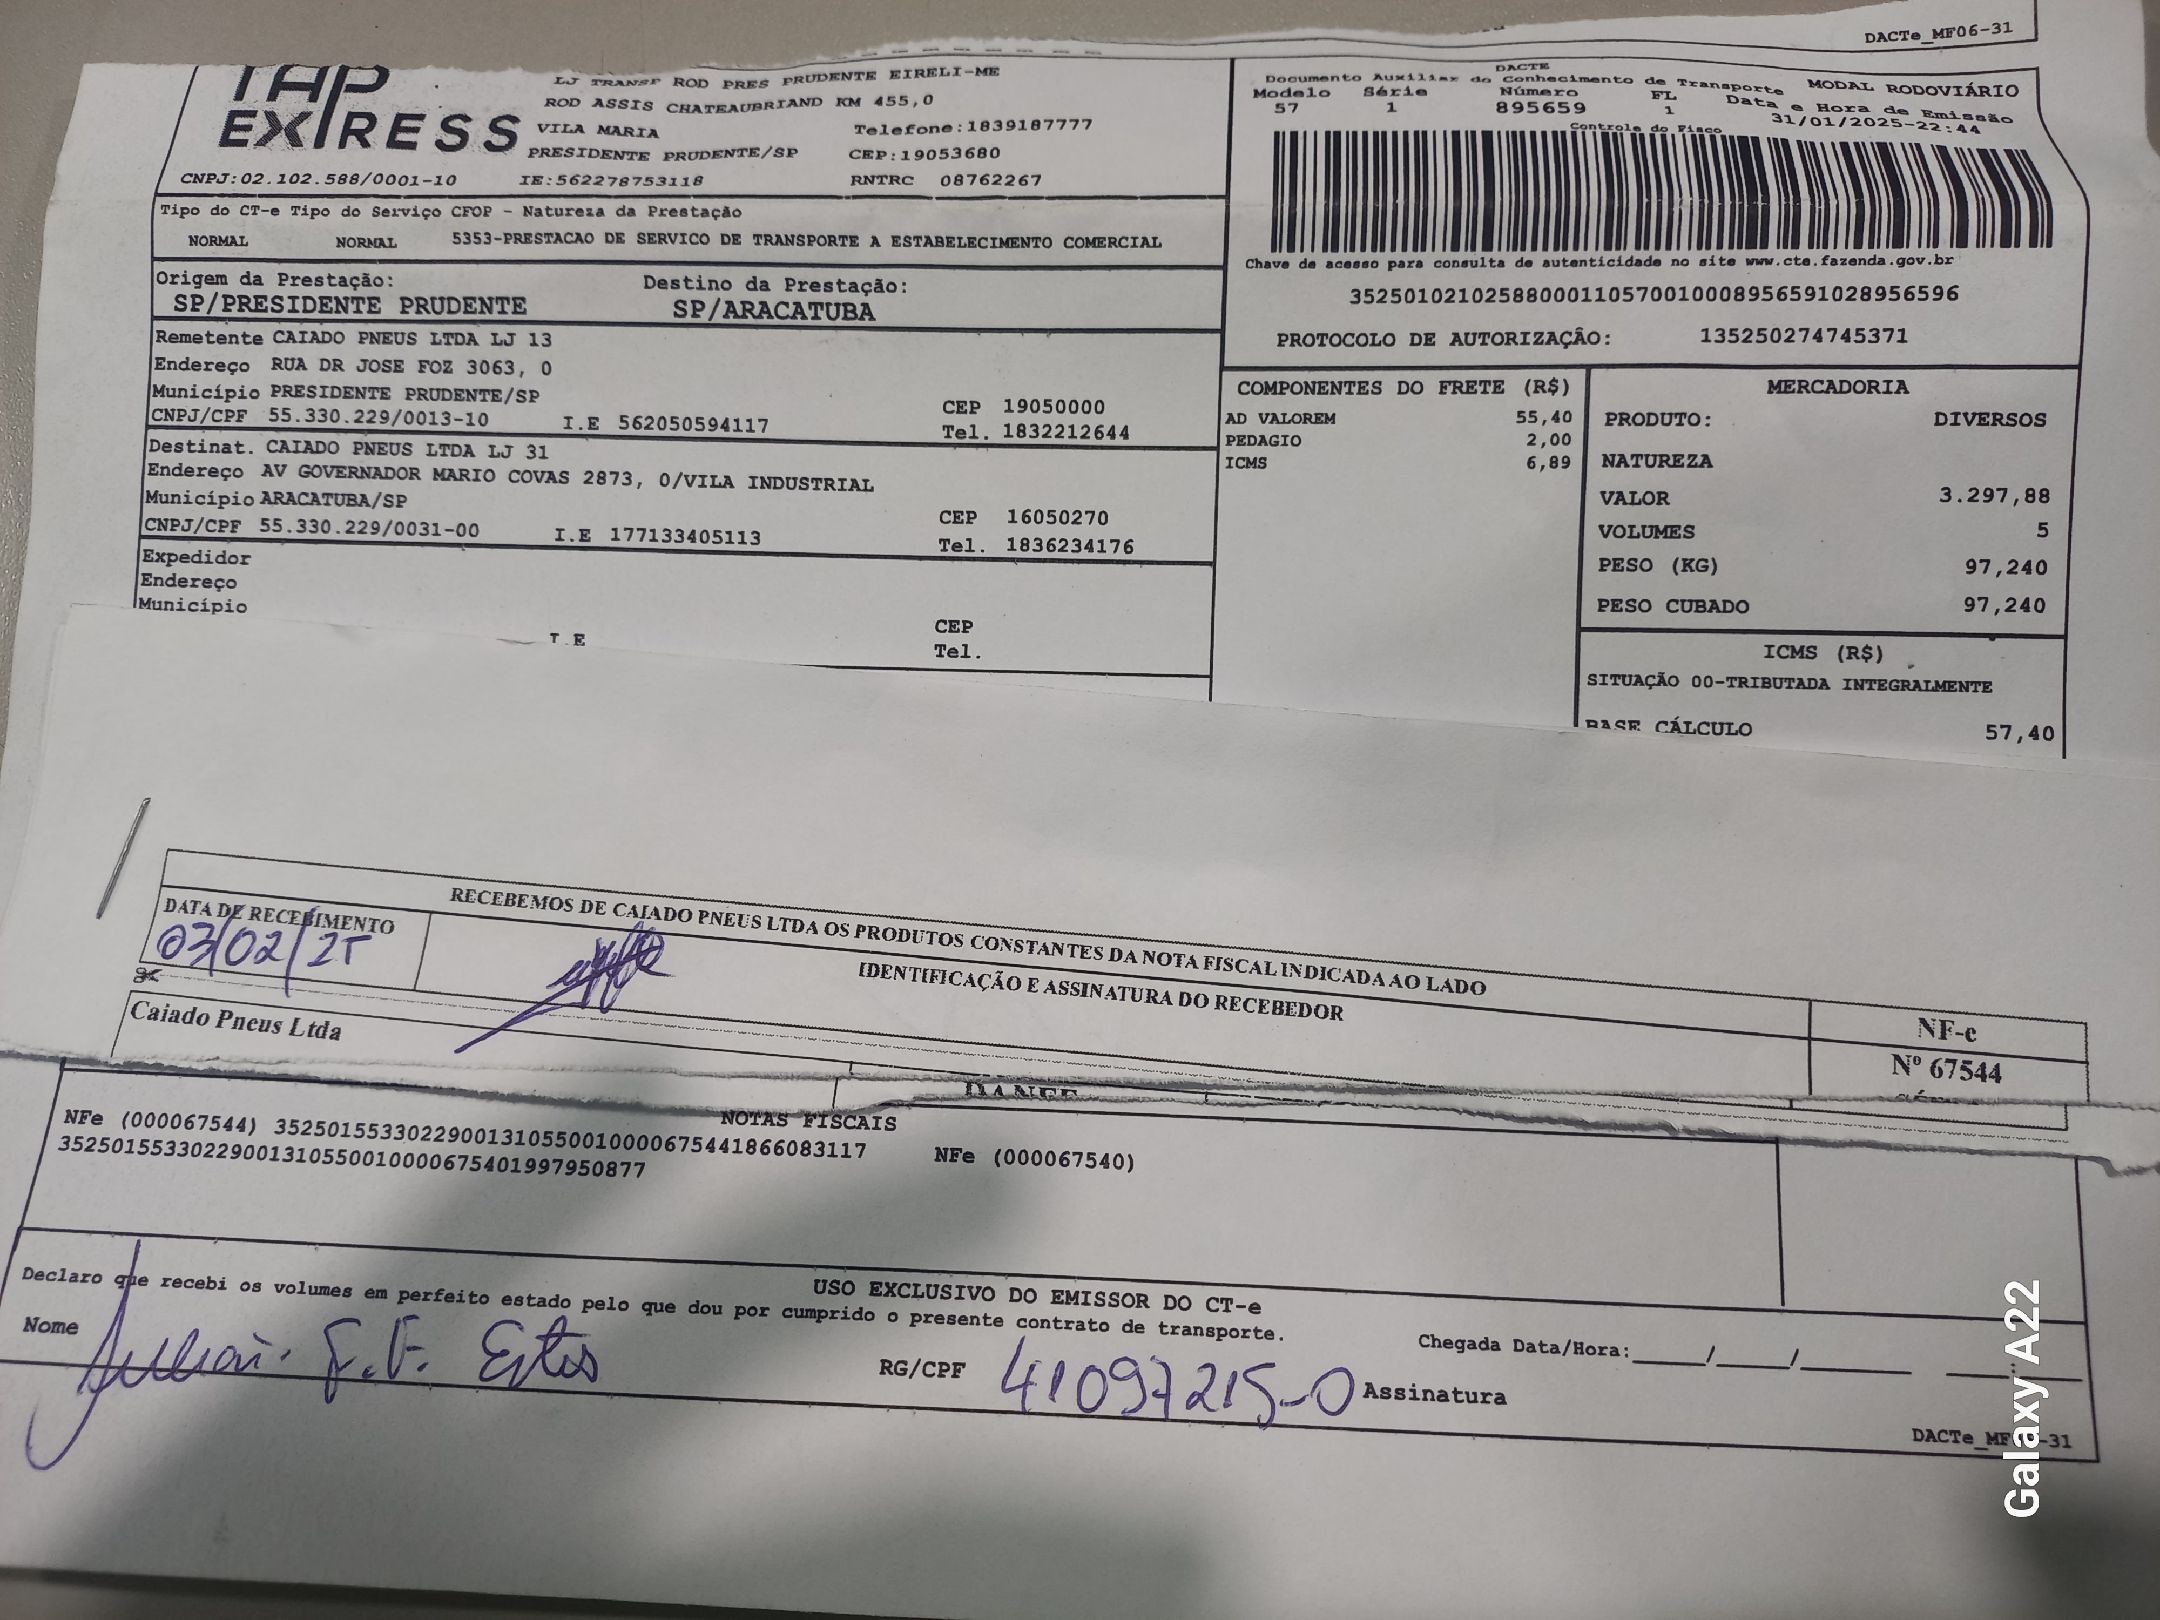 DACTe_MF06-31
TAP
EXPRESS
LJ TRANSP ROD PRES PRUDENTE EIRELI-ME
ROD ASSIS CHATEAUBRIAND KM 455,0
VILA MARIA Telefone:1839187777
PRESIDENTE PRUDENTE/SP CEP:19053680
CNPJ:02.102.588/0001-10 IE:562278753118 RNTRC 08762267
DACTE
Documento Auxiliar do Conhecimento de Transporte MODAL RODOVIÁRIO
Modelo Série Número FL Data e Hora de Emissão
57 1 895659 1 31/01/2025-22:44
Controle do Fisco
Chave de acesso para consulta de autenticidade no site www.cte.fazenda.gov.br
35250102102588000110570010008956591028956596
PROTOCOLO DE AUTORIZAÇÃO: 135250274745371
Tipo do CT-e Tipo do Serviço CFOP - Natureza da Prestação
NORMAL NORMAL 5353-PRESTACAO DE SERVICO DE TRANSPORTE A ESTABELECIMENTO COMERCIAL
Origem da Prestação: Destino da Prestação:
SP/PRESIDENTE PRUDENTE SP/ARACATUBA
Remetente CAIADO PNEUS LTDA LJ 13
Endereço RUA DR JOSE FOZ 3063, 0
Município PRESIDENTE PRUDENTE/SP CEP 19050000
CNPJ/CPF 55.330.229/0013-10 I.E 562050594117 Tel. 1832212644
Destinat. CAIADO PNEUS LTDA LJ 31
Endereço AV GOVERNADOR MARIO COVAS 2873, 0/VILA INDUSTRIAL
Município ARACATUBA/SP CEP 16050270
CNPJ/CPF 55.330.229/0031-00 I.E 177133405113 Tel. 1836234176
Expedidor
Endereço
Município CEP
I.E Tel.
COMPONENTES DO FRETE (R$)
AD VALOREM 55,40
PEDAGIO 2,00
ICMS 6,89
MERCADORIA
PRODUTO: DIVERSOS
NATUREZA
VALOR 3.297,88
VOLUMES 5
PESO (KG) 97,240
PESO CUBADO 97,240
ICMS (R$)
SITUAÇÃO 00-TRIBUTADA INTEGRALMENTE
BASE CÁLCULO 57,40
RECEBEMOS DE CAIADO PNEUS LTDA OS PRODUTOS CONSTANTES DA NOTA FISCAL INDICADA AO LADO
DATA DE RECEBIMENTO IDENTIFICAÇÃO E ASSINATURA DO RECEBEDOR
03/02/25
NF-e
Nº 67544
Caiado Pneus Ltda
DANFE
NOTAS FISCAIS
NFe (000067544) 35250155330229001310550010000675441866083117 NFe (000067540)
35250155330229001310550010000675401997950877
USO EXCLUSIVO DO EMISSOR DO CT-e
Declaro que recebi os volumes em perfeito estado pelo que dou por cumprido o presente contrato de transporte.
Nome RG/CPF 41097215-0 Assinatura
Chegada Data/Hora:_____/_____/_______ _______
DACTe_MF06-31
Galaxy A22